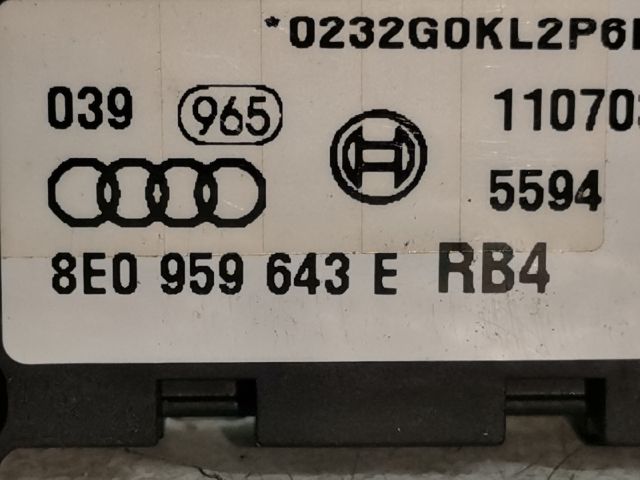 *0232G0KL2P6
039 965 11070
5594
8E0 959 643 E RB4